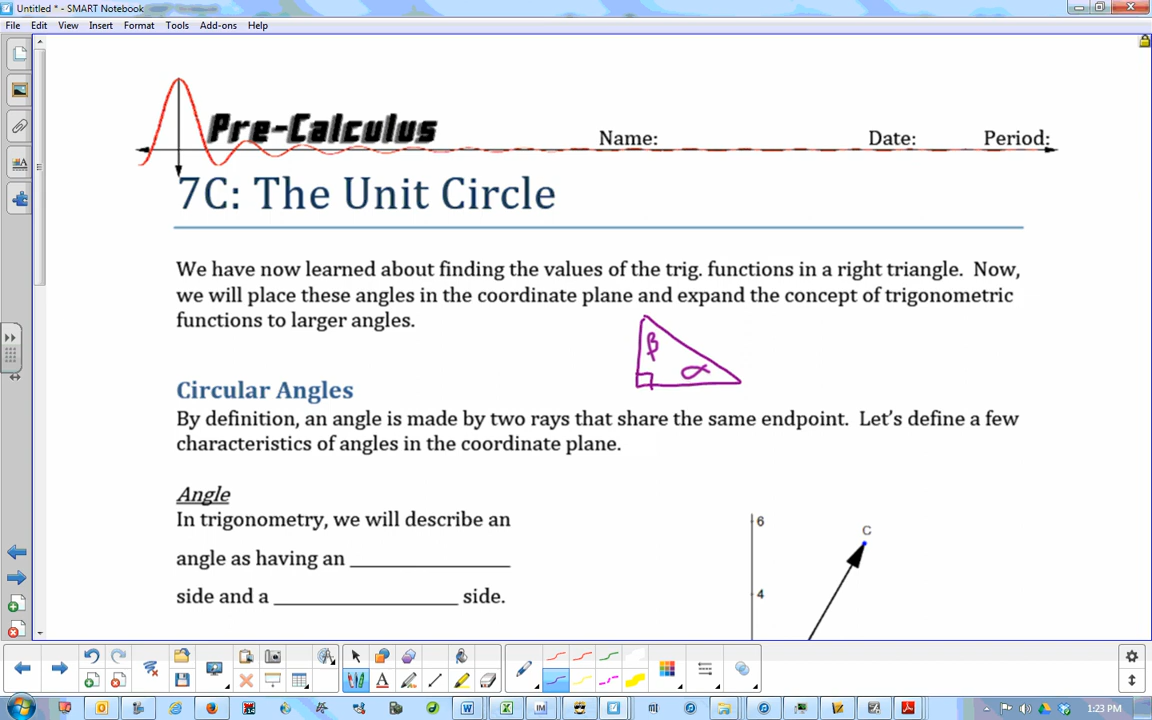 Untitled * - SMART Notebook
File Edit View Insert Format Tools Add-ons Help
Pre-Calculus
Name: Date: Period:
7C: The Unit Circle
We have now learned about finding the values of the trig. functions in a right triangle. Now,
we will place these angles in the coordinate plane and expand the concept of trigonometric
functions to larger angles.
β
α
Circular Angles
By definition, an angle is made by two rays that share the same endpoint. Let's define a few
characteristics of angles in the coordinate plane.
Angle
In trigonometry, we will describe an
angle as having an
side and a side.
6
C
4
1:23 PM